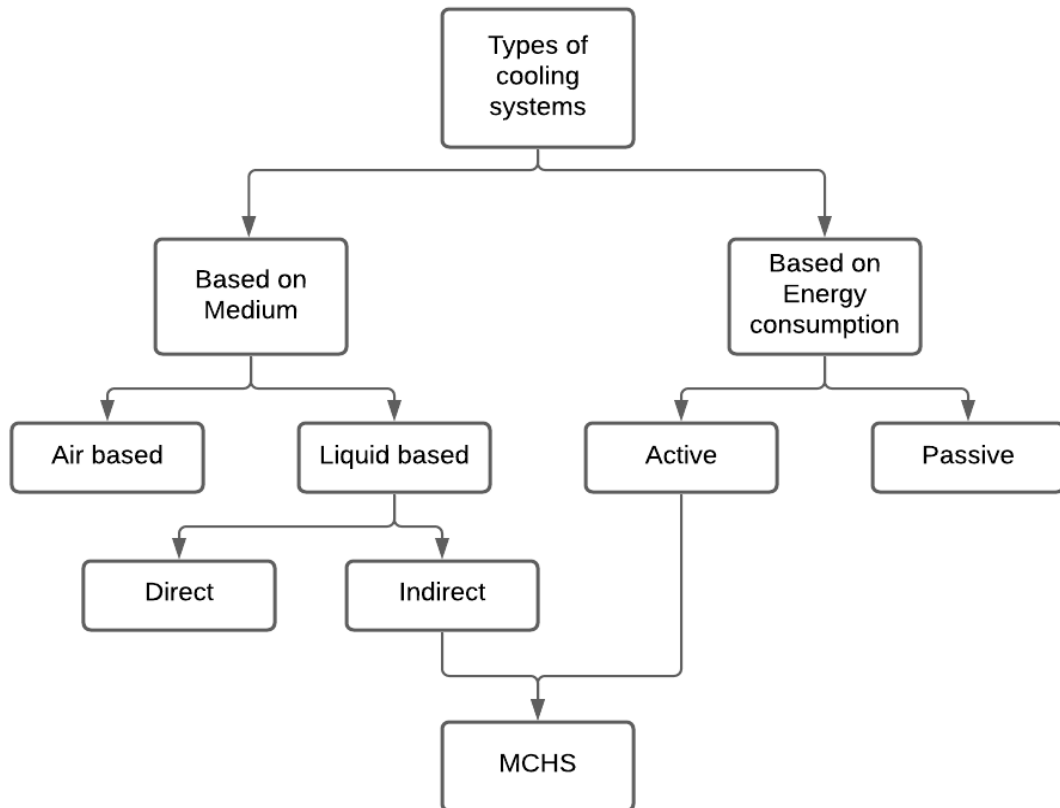 Types of
cooling
systems
Based on
Medium
Based on
Energy
consumption
Air based
Liquid based
Active
Passive
Direct
Indirect
MCHS